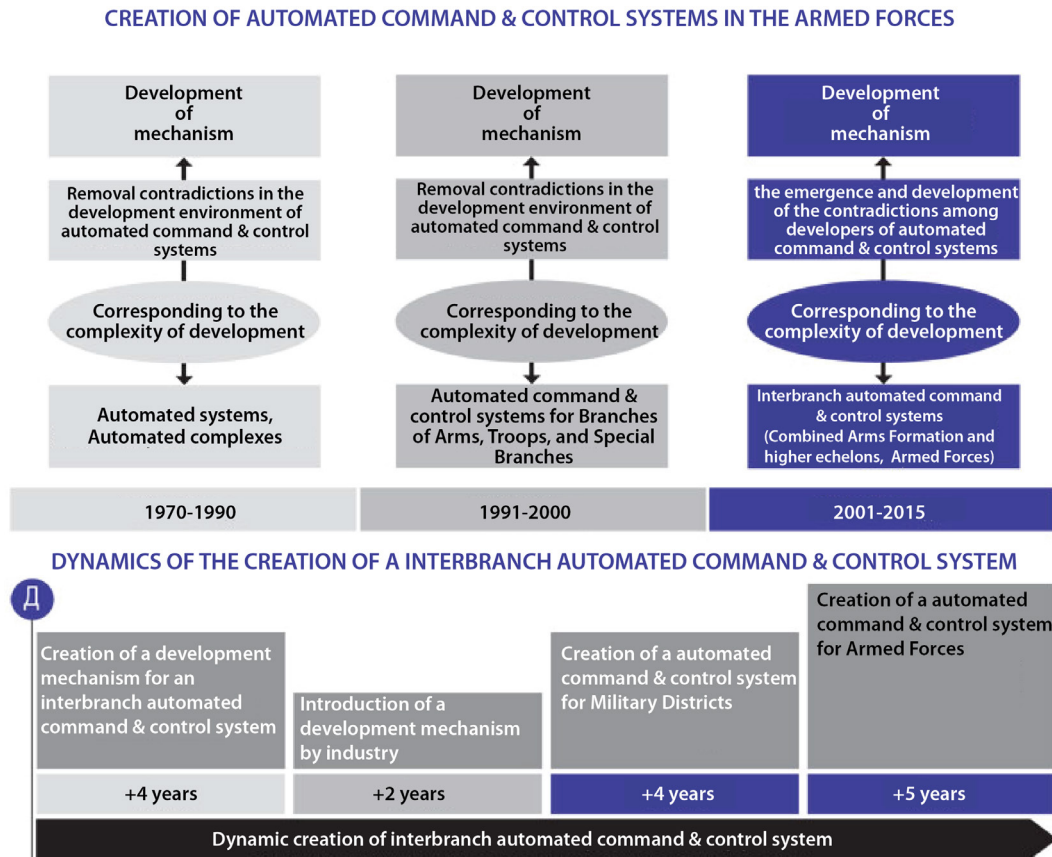 CREATION OF AUTOMATED COMMAND & CONTROL SYSTEMS IN THE ARMED FORCES
Development
of
mechanism
Removal contradictions in the
development environment of
automated command & control
systems
Corresponding to the
complexity of development
Automated systems,
Automated complexes
1970-1990
Development
of
mechanism
Removal contradictions in the
development environment of
automated command & control
systems
Corresponding to the
complexity of development
Automated command &
control systems for Branches
of Arms, Troops, and Special
Branches
1991-2000
Development
of
mechanism
the emergence and development
of the contradictions among
developers of automated
command & control systems
Corresponding to the
complexity of development
Interbranch automated command
& control systems
(Combined Arms Formation and
higher echelons, Armed Forces)
2001-2015
DYNAMICS OF THE CREATION OF A INTERBRANCH AUTOMATED COMMAND & CONTROL SYSTEM
Д
Creation of a development
mechanism for an
interbranch automated
command & control system
+4 years
Introduction of a
development mechanism
by industry
+2 years
Creation of a automated
command & control system
for Military Districts
+4 years
Creation of a automated
command & control system
for Armed Forces
+5 years
Dynamic creation of interbranch automated command & control system